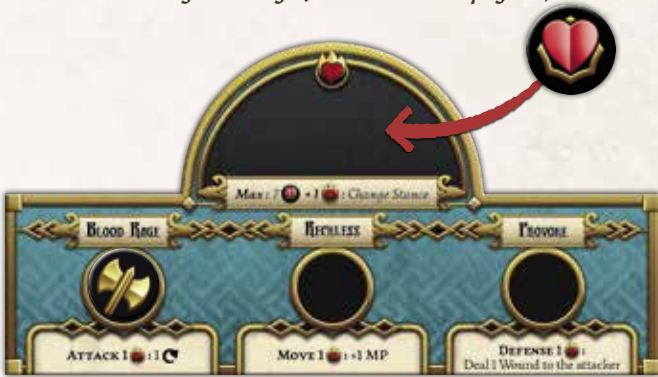 Max : 7 +1 : Change Stance
Blood Rage
Reckless
Provoke
Attack 1 : 1
Move 1 : +1 MP
Defense 1 :
Deal 1 Wound to the attacker